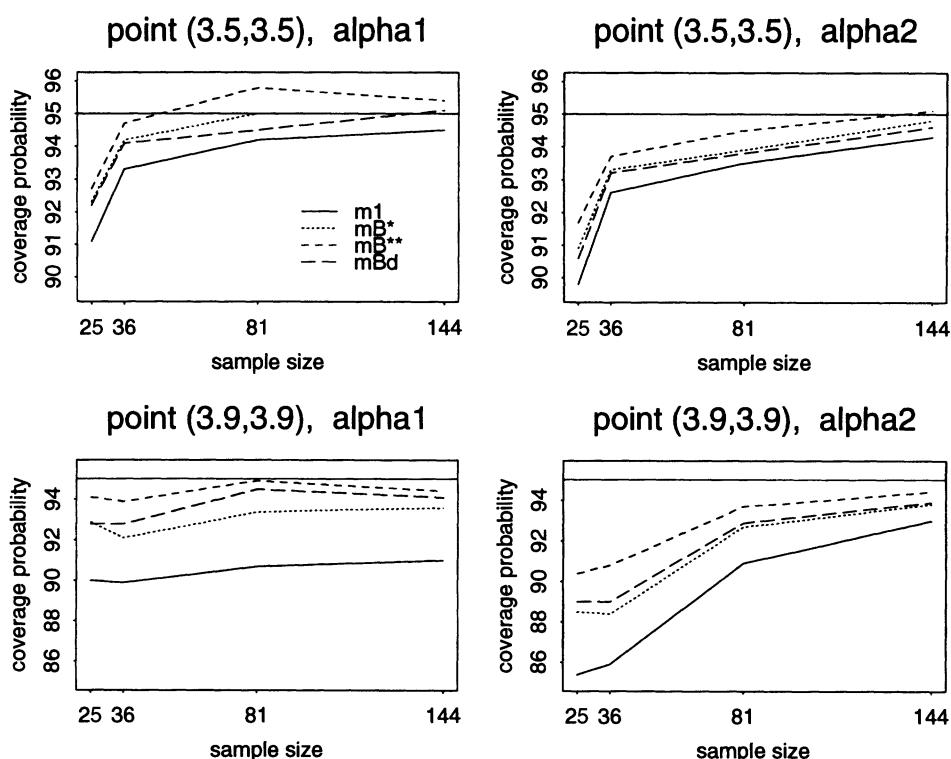 point (3.5,3.5), alpha1
coverage probability
96
95
94
93
92
91
90
m1
mB*
mB**
mBd
25 36 81 144
sample size
point (3.5,3.5), alpha2
coverage probability
96
95
94
93
92
91
90
25 36 81 144
sample size
point (3.9,3.9), alpha1
coverage probability
94
92
90
88
86
25 36 81 144
sample size
point (3.9,3.9), alpha2
coverage probability
94
92
90
88
86
25 36 81 144
sample size